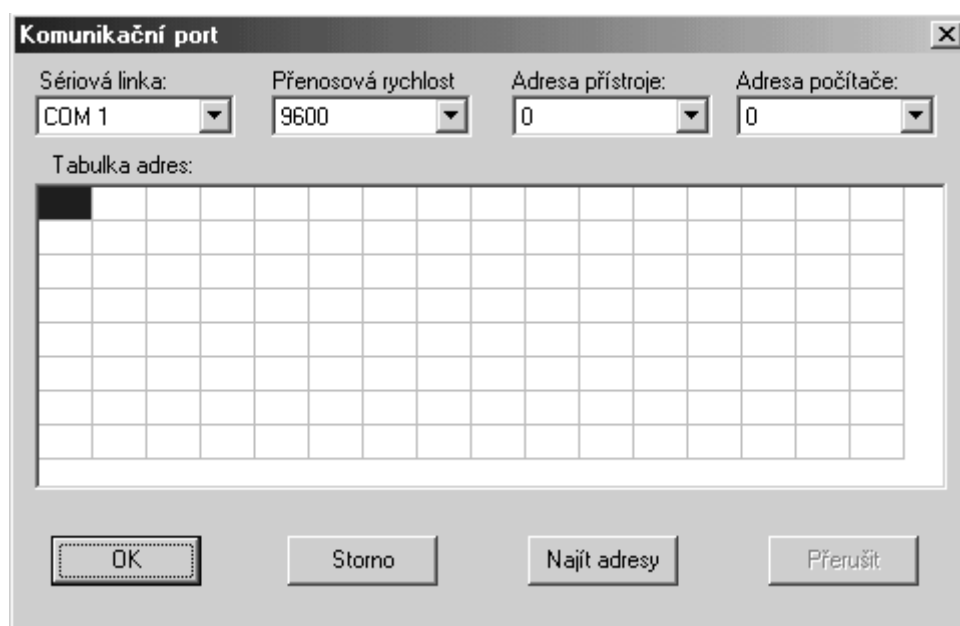 Komunikační port
Sériová linka: Přenosová rychlost Adresa přístroje: Adresa počítače:
COM 1 9600 0 0
Tabulka adres:
OK Storno Najít adresy Přerušit